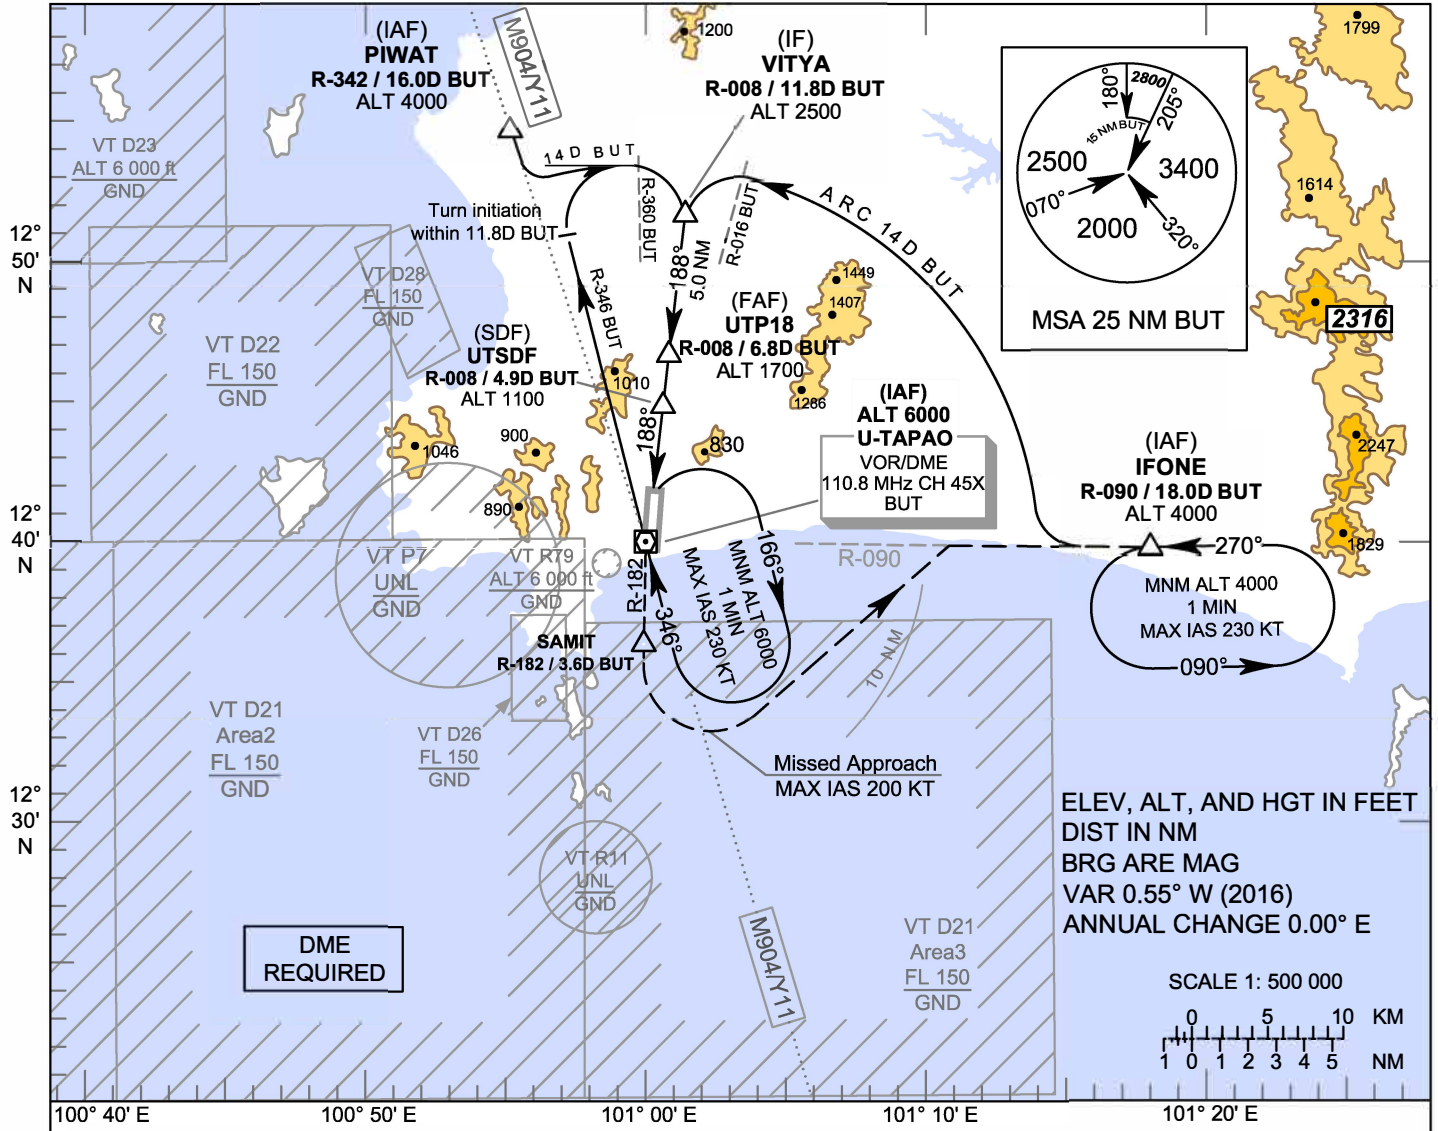 (IAF)
PIWAT
R-342 / 16.0D BUT
ALT 4000
M904/Y11
1200
(IF)
VITYA
R-008 / 11.8D BUT
ALT 2500
1799
180°
2800
205°
15 NM BUT
2500
3400
070°
2000
320°
MSA 25 NM BUT
VT D23
ALT 6 000 ft
GND
14 D BUT
ARC 14 D BUT
1614
Turn initiation
within 11.8D BUT
R-360 BUT
R-016 BUT
12°
50'
N
VT D28
FL 150
GND
R-346 BUT
188°
5.0 NM
1449
1407
2316
(FAF)
UTP18
R-008 / 6.8D BUT
ALT 1700
VT D22
FL 150
GND
(SDF)
UTSDF
R-008 / 4.9D BUT
ALT 1100
1010
1286
(IAF)
ALT 6000
U-TAPAO
VOR/DME
110.8 MHz CH 45X
BUT
188°
900
1046
830
2247
(IAF)
IFONE
R-090 / 18.0D BUT
ALT 4000
890
12°
40'
N
1829
VT P7
UNL
GND
VT R79
ALT 6 000 ft
GND
R-090
270°
MNM ALT 4000
1 MIN
MAX IAS 230 KT
090°
R-182
346°
166°
MNM ALT 6000
1 MIN
MAX IAS 230 KT
SAMIT
R-182 / 3.6D BUT
10 NM
VT D21
Area2
FL 150
GND
VT D26
FL 150
GND
Missed Approach
MAX IAS 200 KT
12°
30'
N
ELEV, ALT, AND HGT IN FEET
DIST IN NM
BRG ARE MAG
VAR 0.55° W (2016)
ANNUAL CHANGE 0.00° E
VT R11
UNL
GND
DME
REQUIRED
M904/Y11
VT D21
Area3
FL 150
GND
SCALE 1: 500 000
0 5 10 KM
1 0 1 2 3 4 5 NM
100° 40' E 100° 50' E 101° 00' E 101° 10' E 101° 20' E